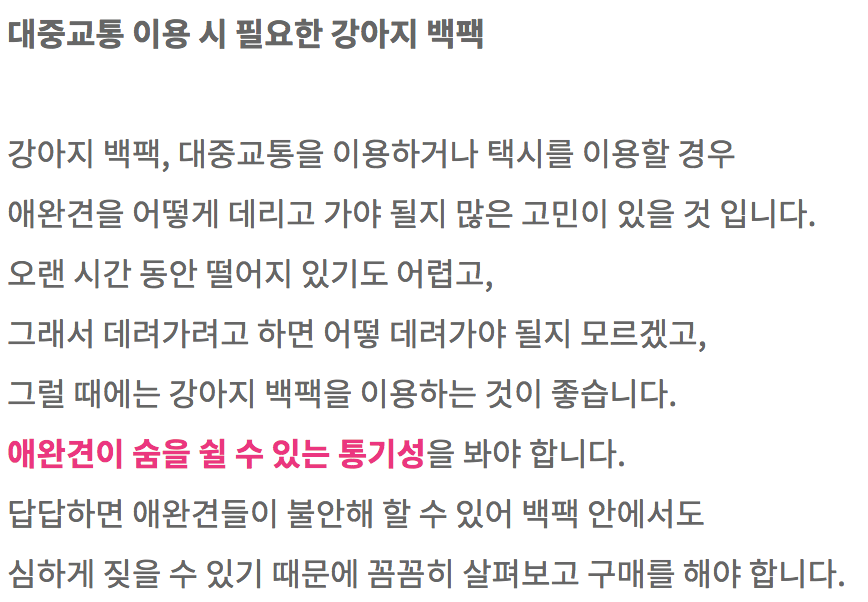 대중교통 이용 시 필요한 강아지 백팩
강아지 백팩, 대중교통을 이용하거나 택시를 이용할 경우
애완견을 어떻게 데리고 가야 될지 많은 고민이 있을 것 입니다.
오랜 시간 동안 떨어지 있기도 어렵고,
그래서 데려가려고 하면 어떻 데려가야 될지 모르겠고,
그럴 때에는 강아지 백팩을 이용하는 것이 좋습니다.
애완견이 숨을 쉴 수 있는 통기성을 봐야 합니다.
답답하면 애완견들이 불안해 할 수 있어 백팩 안에서도
심하게 짖을 수 있기 때문에 꼼꼼히 살펴보고 구매를 해야 합니다.